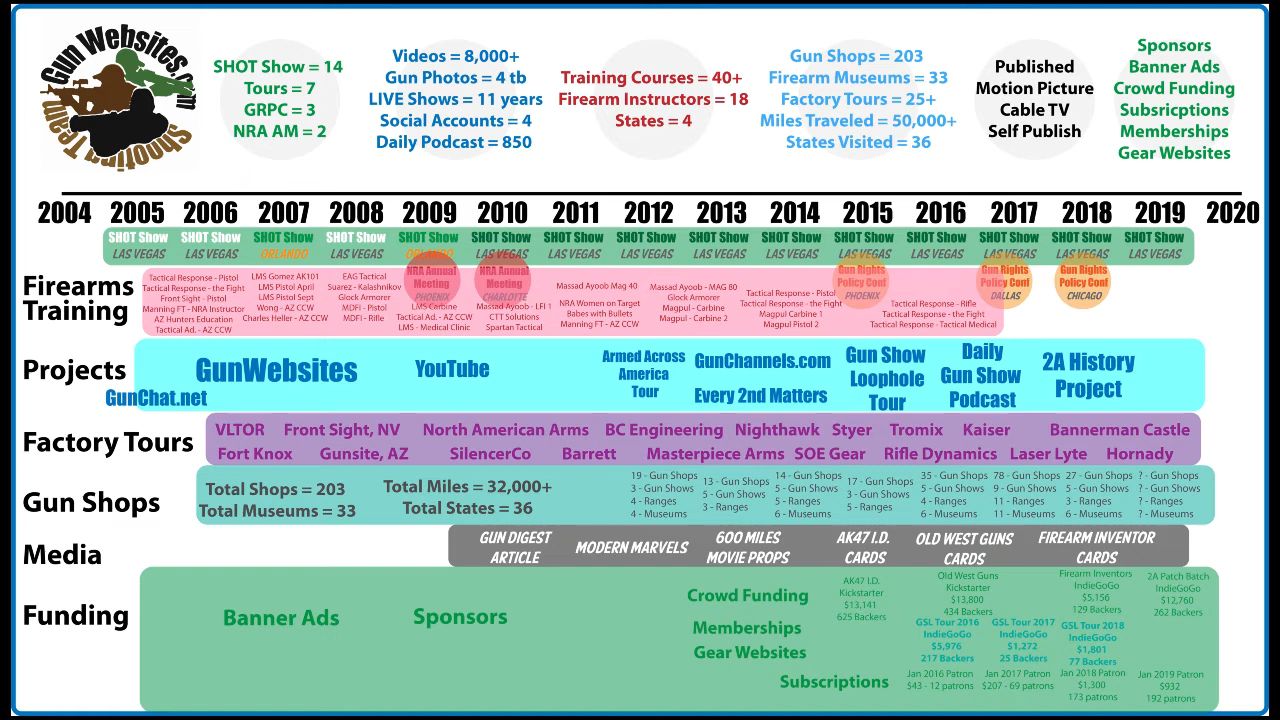 Gun Websites.com
Shooting Team
SHOT Show = 14
Tours = 7
GRPC = 3
NRA AM = 2
Videos = 8,000+
Gun Photos = 4 tb
LIVE Shows = 11 years
Social Accounts = 4
Daily Podcast = 850
Training Courses = 40+
Firearm Instructors = 18
States = 4
Gun Shops = 203
Firearm Museums = 33
Factory Tours = 25+
Miles Traveled = 50,000+
States Visited = 36
Published
Motion Picture
Cable TV
Self Publish
Sponsors
Banner Ads
Crowd Funding
Subsricptions
Memberships
Gear Websites
2004 2005 2006 2007 2008 2009 2010 2011 2012 2013 2014 2015 2016 2017 2018 2019 2020
SHOT Show SHOT Show SHOT Show SHOT Show SHOT Show SHOT Show SHOT Show SHOT Show SHOT Show SHOT Show SHOT Show SHOT Show SHOT Show SHOT Show SHOT Show
LAS VEGAS LAS VEGAS ORLANDO LAS VEGAS ORLANDO LAS VEGAS LAS VEGAS LAS VEGAS LAS VEGAS LAS VEGAS LAS VEGAS LAS VEGAS LAS VEGAS LAS VEGAS LAS VEGAS
Firearms
Training
Tactical Response - Pistol
Tactical Response - the Fight
Front Sight - Pistol
Manning FT - NRA Instructor
AZ Hunters Education
Tactical Ad. - AZ CCW
LMS Gomez AK101
LMS Pistol April
LMS Pistol Sept
Wong - AZ CCW
Charles Heller - AZ CCW
EAG Tactical
Suarez - Kalashnikov
Glock Armorer
MDFI - Pistol
MDFI - Rifle
NRA Annual
Meeting
PHOENIX
LMS Carbine
Tactical Ad. - AZ CCW
LMS - Medical Clinic
NRA Annual
Meeting
CHARLOTTE
Massad Ayoob - LFI 1
CTT Solutions
Spartan Tactical
Massad Ayoob Mag 40
NRA Women on Target
Babes with Bullets
Manning FT - AZ CCW
Massad Ayoob - MAG 80
Glock Armorer
Magpul - Carbine
Magpul - Carbine 2
Tactical Response - Pistol
Tactical Response - the Fight
Magpul Carbine 1
Magpul Pistol 2
Gun Rights
Policy Conf
PHOENIX
Tactical Response - Rifle
Tactical Response - the Fight
Tactical Response - Tactical Medical
Gun Rights
Policy Conf
DALLAS
Gun Rights
Policy Conf
CHICAGO
Projects
GunChat.net
GunWebsites
YouTube
Armed Across
America
Tour
GunChannels.com
Every 2nd Matters
Gun Show
Loophole
Tour
Daily
Gun Show
Podcast
2A History
Project
Factory Tours
VLTOR Front Sight, NV North American Arms BC Engineering Nighthawk Styer Tromix Kaiser Bannerman Castle
Fort Knox Gunsite, AZ SilencerCo Barrett Masterpiece Arms SOE Gear Rifle Dynamics Laser Lyte Hornady
Gun Shops
Total Shops = 203
Total Museums = 33
Total Miles = 32,000+
Total States = 36
19 - Gun Shops
3 - Gun Shows
4 - Ranges
4 - Museums
13 - Gun Shops
5 - Gun Shows
3 - Ranges
14 - Gun Shops
5 - Gun Shows
5 - Ranges
6 - Museums
17 - Gun Shops
3 - Gun Shows
5 - Ranges
35 - Gun Shops
5 - Gun Shows
4 - Ranges
6 - Museums
78 - Gun Shops
9 - Gun Shows
11 - Ranges
11 - Museums
27 - Gun Shops
5 - Gun Shows
3 - Ranges
6 - Museums
? - Gun Shops
? - Gun Shows
? - Ranges
? - Museums
Media
GUN DIGEST
ARTICLE
MODERN MARVELS
600 MILES
MOVIE PROPS
AK47 I.D.
CARDS
OLD WEST GUNS
CARDS
FIREARM INVENTOR
CARDS
Funding
Banner Ads
Sponsors
Crowd Funding
Memberships
Gear Websites
Subscriptions
AK47 I.D.
Kickstarter
$13,141
625 Backers
Old West Guns
Kickstarter
$13,800
434 Backers
GSL Tour 2016
IndieGoGo
$5,976
217 Backers
Jan 2016 Patron
$43 - 12 patrons
GSL Tour 2017
IndieGoGo
$1,272
25 Backers
Jan 2017 Patron
$207 - 69 patrons
Firearm Inventors
IndieGoGo
$5,156
129 Backers
GSL Tour 2018
IndieGoGo
$1,801
77 Backers
Jan 2018 Patron
$1,300
173 patrons
2A Patch Batch
IndieGoGo
$12,760
262 Backers
Jan 2019 Patron
$932
192 patrons